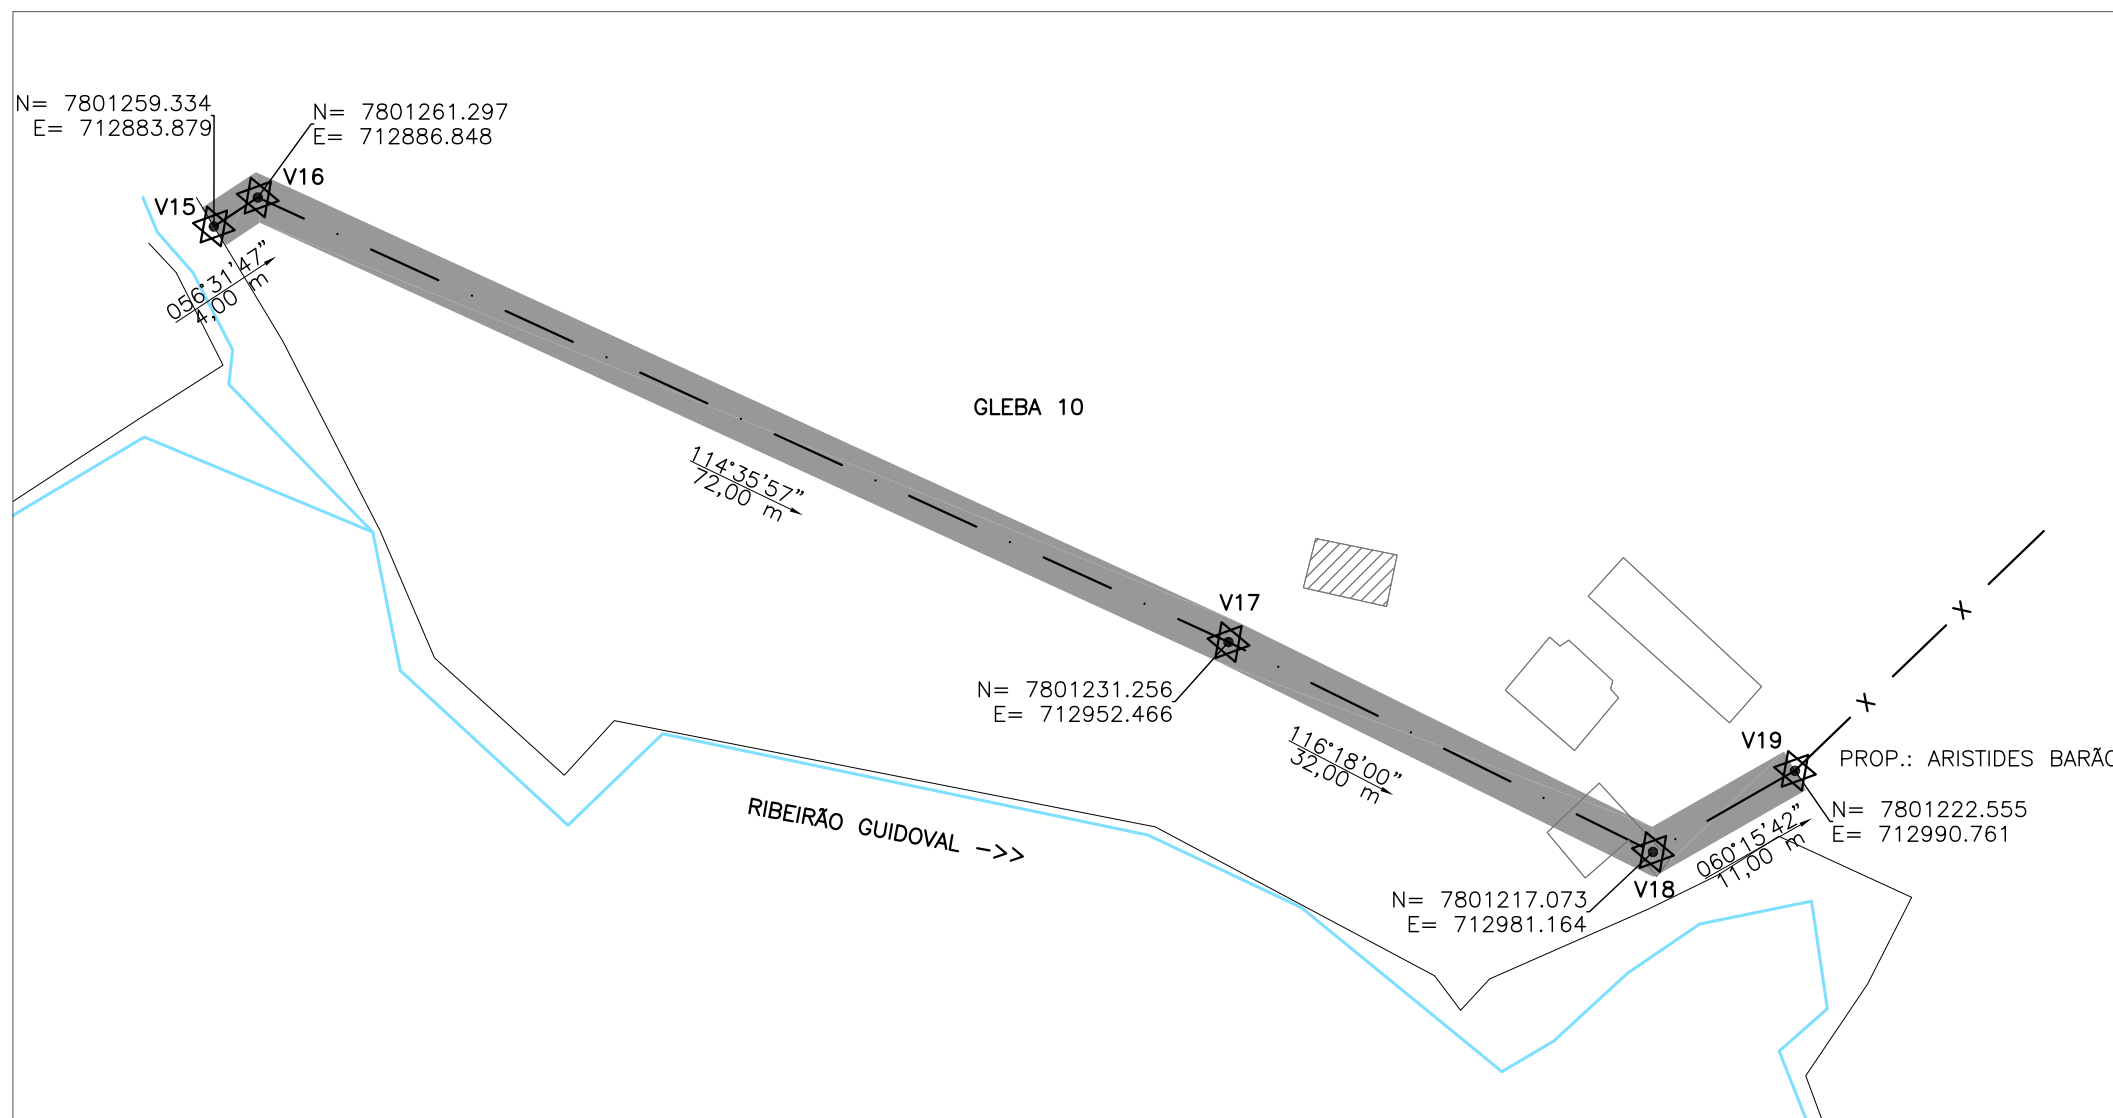 N= 7801259.334
E= 712883.879
N= 7801261.297
E= 712886.848
V16
V15
056°31'47"
4,00 m
GLEBA 10
114°35'57"
72,00 m
V17
N= 7801231.256
E= 712952.466
116°18'00"
32,00 m
X
X
V19
PROP.: ARISTIDES BARÃO
N= 7801222.555
E= 712990.761
060°15'42"
11,00 m
RIBEIRÃO GUIDOVAL ->>
V18
N= 7801217.073
E= 712981.164